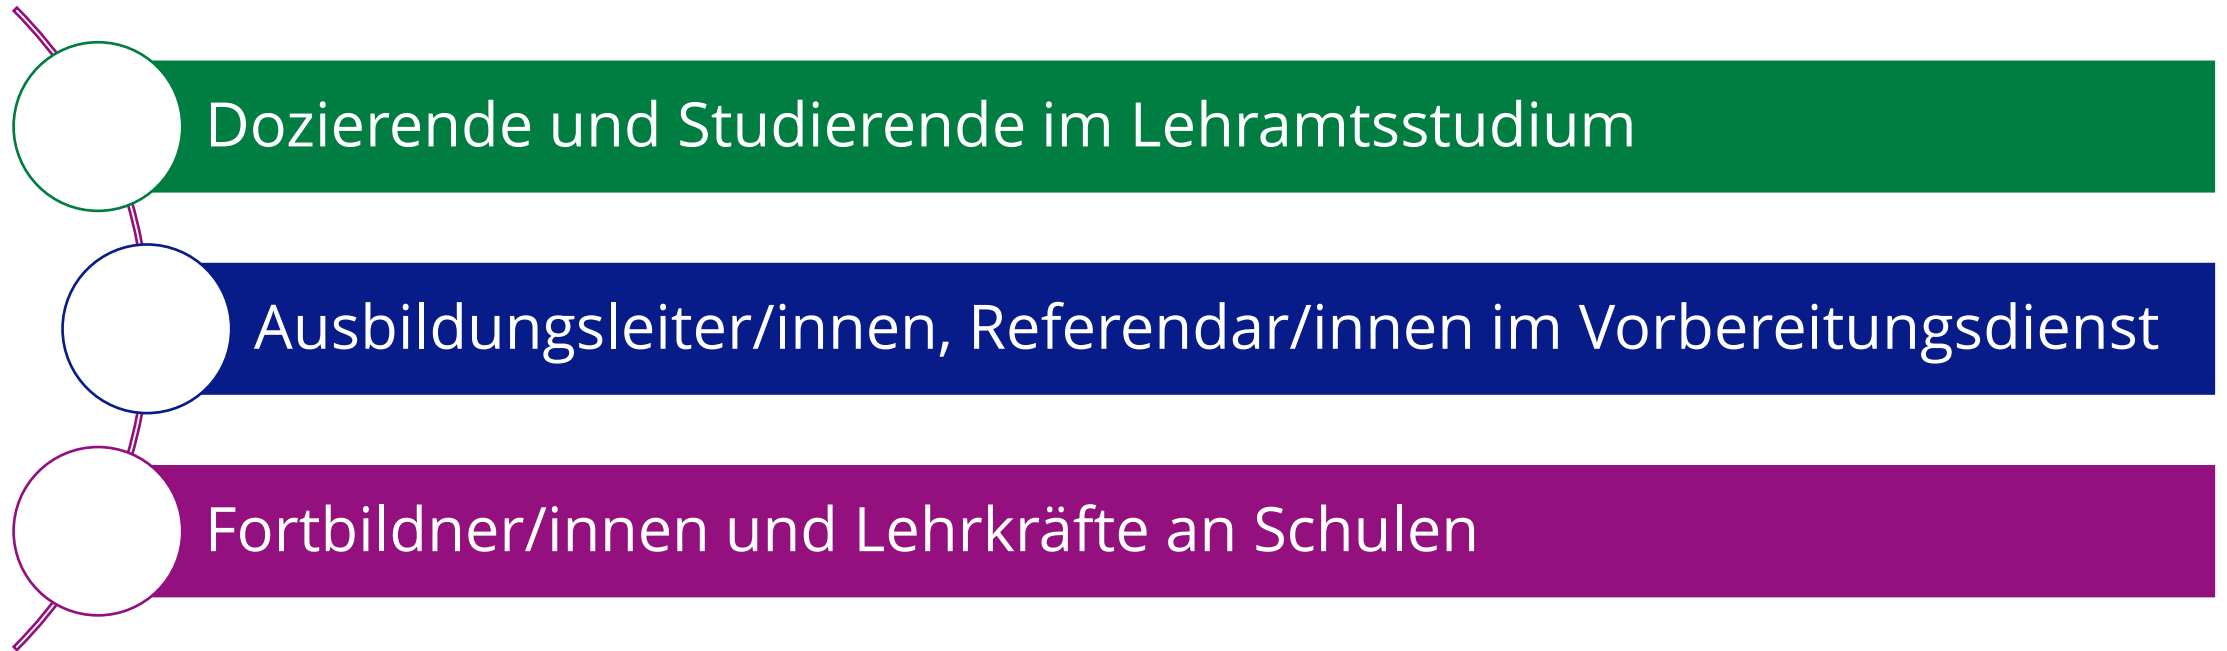 Dozierende und Studierende im Lehramtsstudium
Ausbildungsleiter/innen, Referendar/innen im Vorbereitungsdienst
Fortbildner/innen und Lehrkräfte an Schulen